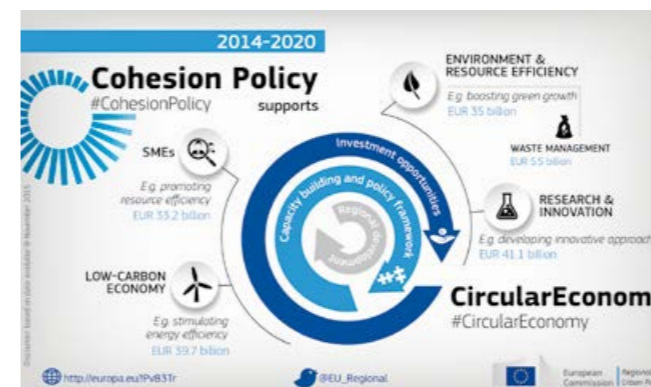 2014-2020
Cohesion Policy
#CohesionPolicy
supports
ENVIRONMENT &
RESOURCE EFFICIENCY
E.g. boosting green growth
EUR 35 billion
WASTE MANAGEMENT
EUR 5.5 billion
SMEs
E.g. promoting
resource efficiency
EUR 33.2 billion
Investment opportunities
Capacity building and policy framework
Regional development
RESEARCH &
INNOVATION
E.g. developing innovative approach
EUR 41.1 billion
LOW-CARBON
ECONOMY
E.g. stimulating
energy efficiency
EUR 39.7 billion
CircularEconom
#CircularEconomy
http://europa.eu/!PvB3Tr
@EU_Regional
European
Commission
Regional